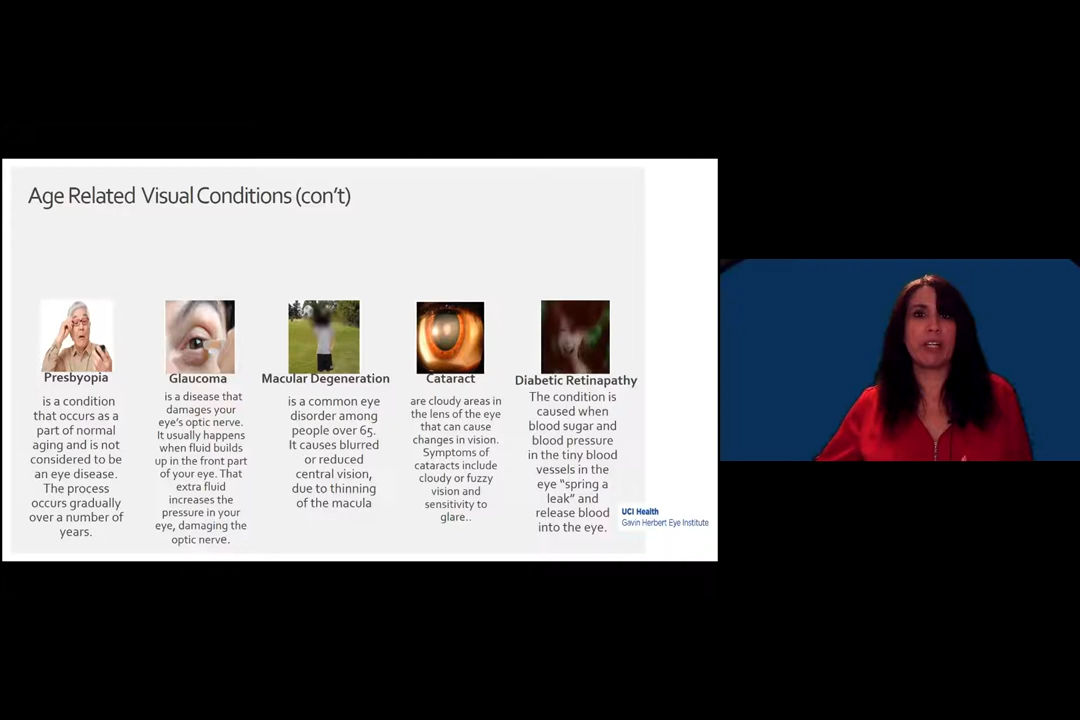 Age Related Visual Conditions (con't)
Presbyopia
is a condition
that occurs as a
part of normal
aging and is not
considered to be
an eye disease.
The process
occurs gradually
over a number of
years.
Glaucoma
is a disease that
damages your
eye's optic nerve.
It usually happens
when fluid builds
up in the front part
of your eye. That
extra fluid
increases the
pressure in your
eye, damaging the
optic nerve.
Macular Degeneration
is a common eye
disorder among
people over 65.
It causes blurred
or reduced
central vision,
due to thinning
of the macula
Cataract
are cloudy areas in
the lens of the eye
that can cause
changes in vision.
Symptoms of
cataracts include
cloudy or fuzzy
vision and
sensitivity to
glare..
Diabetic Retinapathy
The condition is
caused when
blood sugar and
blood pressure
in the tiny blood
vessels in the
eye “spring a
leak” and
release blood
into the eye.
UCI Health
Gavin Herbert Eye Institute